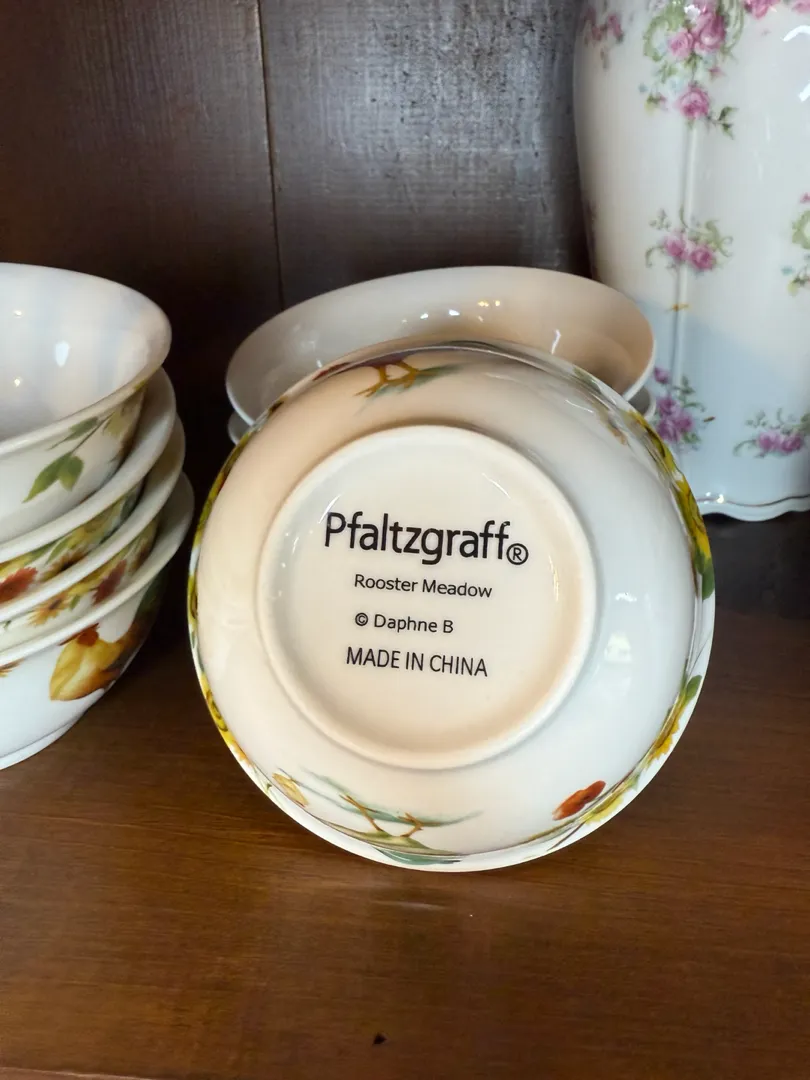 Pfaltzgraff®
Rooster Meadow
© Daphne B
MADE IN CHINA